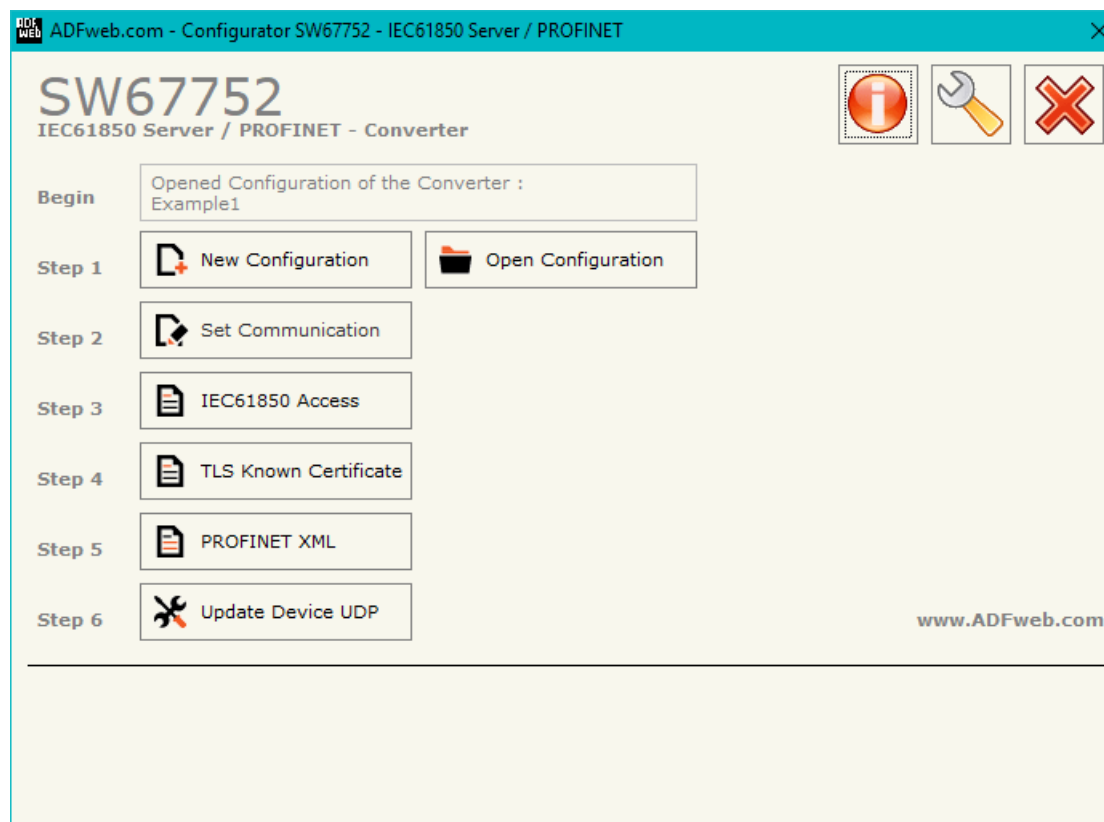 ADF
web
ADFweb.com - Configurator SW67752 - IEC61850 Server / PROFINET
SW67752
IEC61850 Server / PROFINET - Converter
Begin
Opened Configuration of the Converter :
Example1
Step 1
New Configuration
Open Configuration
Step 2
Set Communication
Step 3
IEC61850 Access
Step 4
TLS Known Certificate
Step 5
PROFINET XML
Step 6
Update Device UDP
www.ADFweb.com